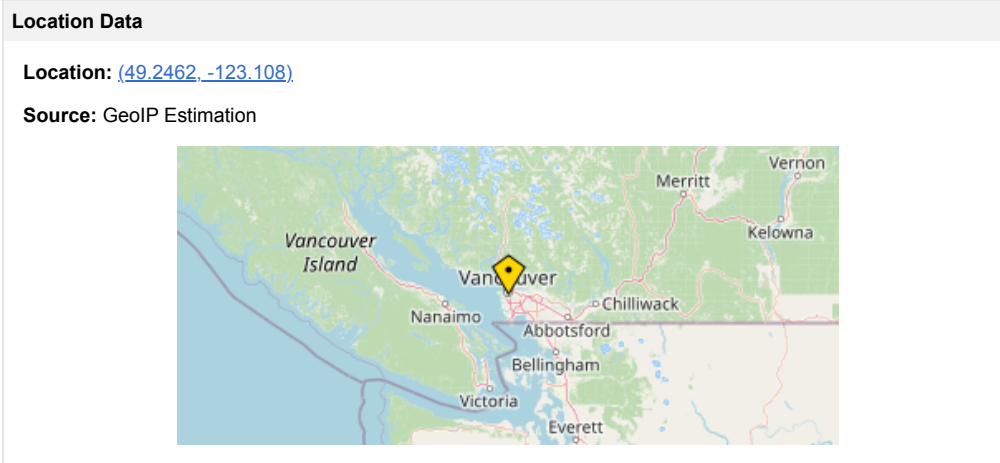 Location Data
Location: (49.2462, -123.108)
Source: GeoIP Estimation
Vernon
Merritt
Kelowna
Vancouver
Island
Vancouver
Chilliwack
Nanaimo
Abbotsford
Bellingham
Victoria
Everett